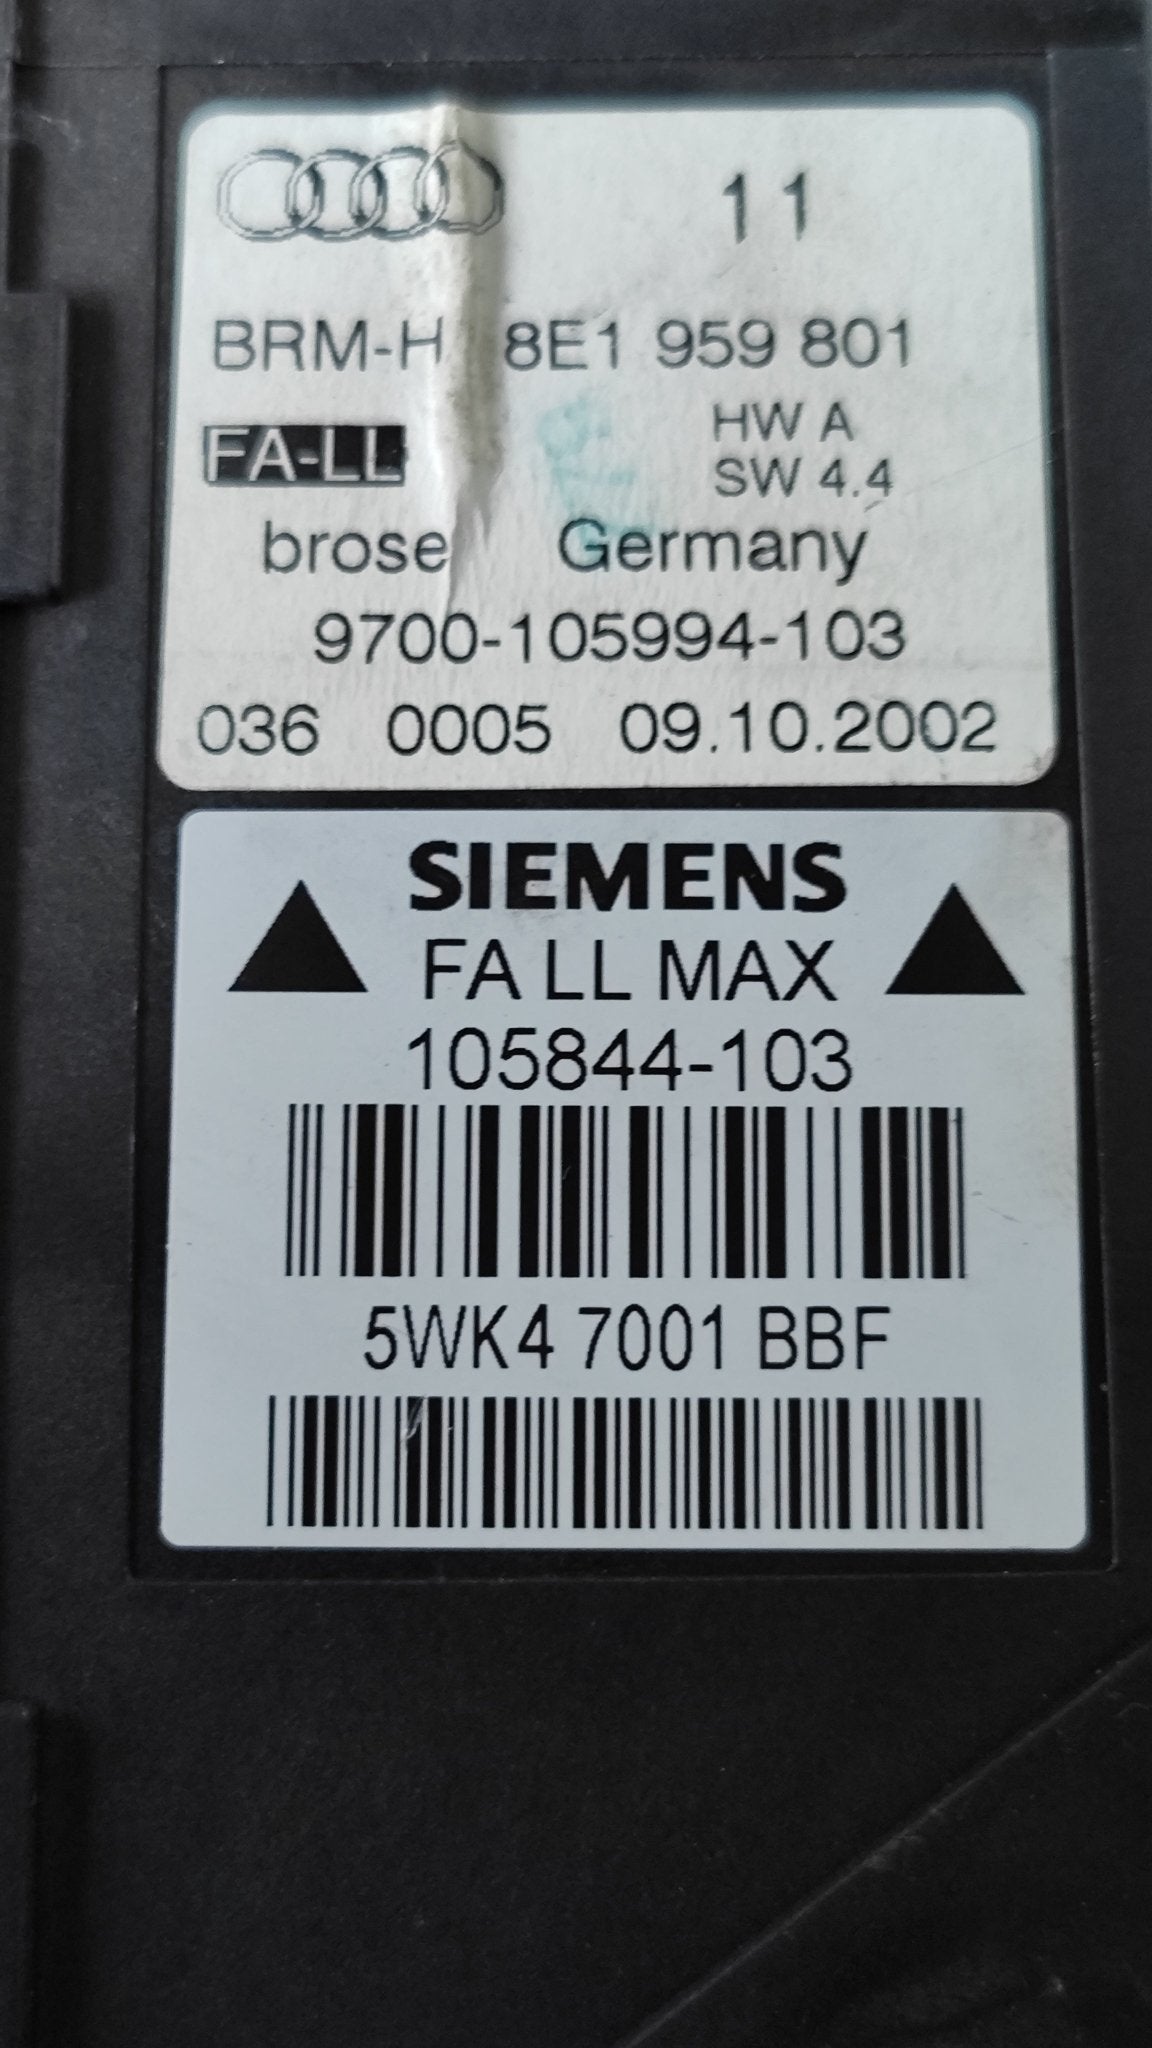 11
BRM-H 8E1 959 801
FA-LL
HW A
SW 4.4
brose Germany
9700-105994-103
036 0005 09.10.2002
SIEMENS
FA LL MAX
105844-103
5WK4 7001 BBF